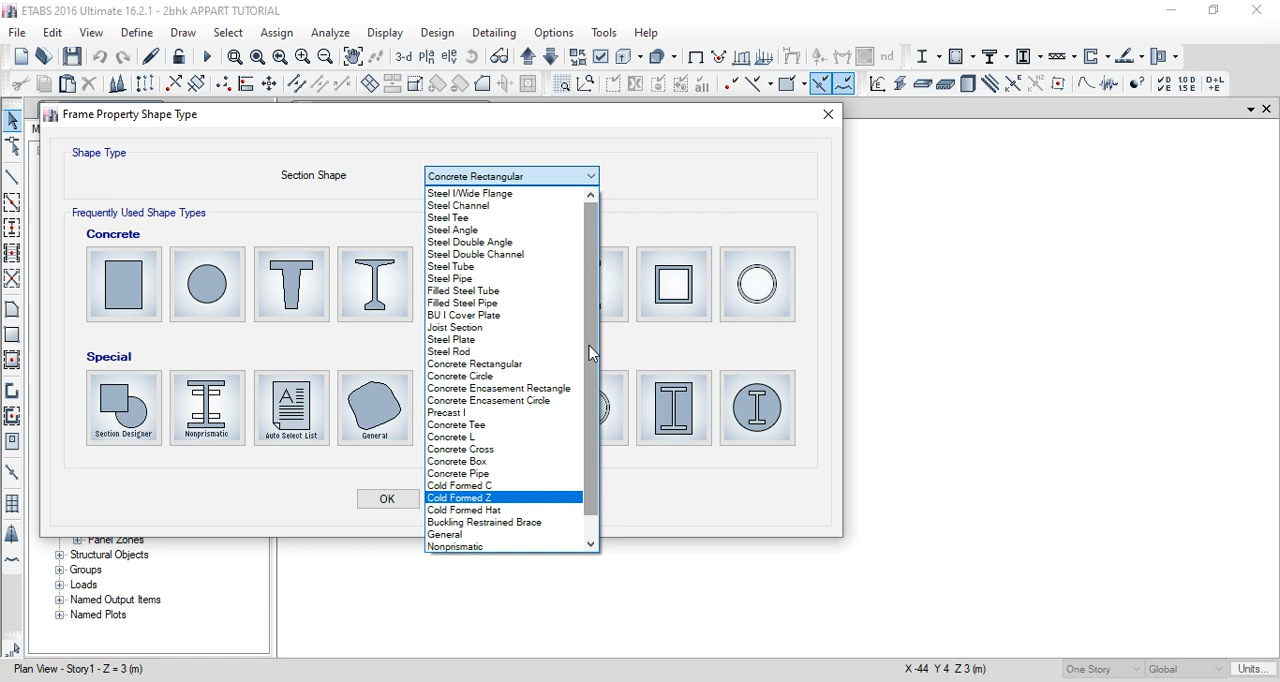 ETABS 2016 Ultimate 16.2.1 - 2bhk APPART TUTORIAL
File Edit View Define Draw Select Assign Analyze Display Design Detailing Options Tools Help
3-d
nd
all
Frame Property Shape Type
Shape Type
Section Shape
Concrete Rectangular
Steel I/Wide Flange
Steel Channel
Steel Tee
Steel Angle
Steel Double Angle
Steel Double Channel
Steel Tube
Steel Pipe
Filled Steel Tube
Filled Steel Pipe
BU I Cover Plate
Joist Section
Steel Plate
Steel Rod
Concrete Rectangular
Concrete Circle
Concrete Encasement Rectangle
Concrete Encasement Circle
Precast I
Concrete Tee
Concrete L
Concrete Cross
Concrete Box
Concrete Pipe
Cold Formed C
Cold Formed Z
Cold Formed Hat
Buckling Restrained Brace
General
Nonprismatic
Frequently Used Shape Types
Concrete
Special
Section Designer
Nonprismatic
Auto Select List
General
OK
Panel Zones
Structural Objects
Groups
Loads
Named Output Items
Named Plots
Plan View - Story1 - Z = 3 (m)
X -44 Y 4 Z 3 (m)
One Story
Global
Units...